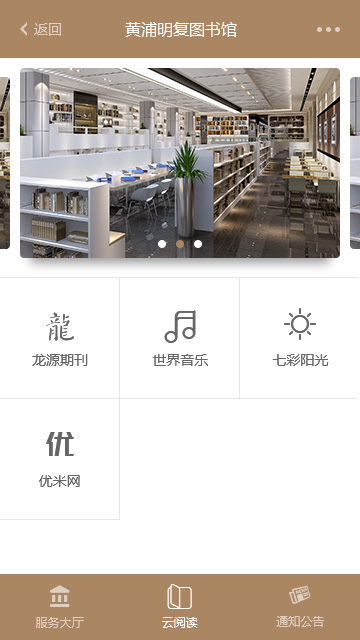 返回
黄浦明复图书馆
龍
龙源期刊
世界音乐
七彩阳光
优
优米网
服务大厅
云阅读
通知公告